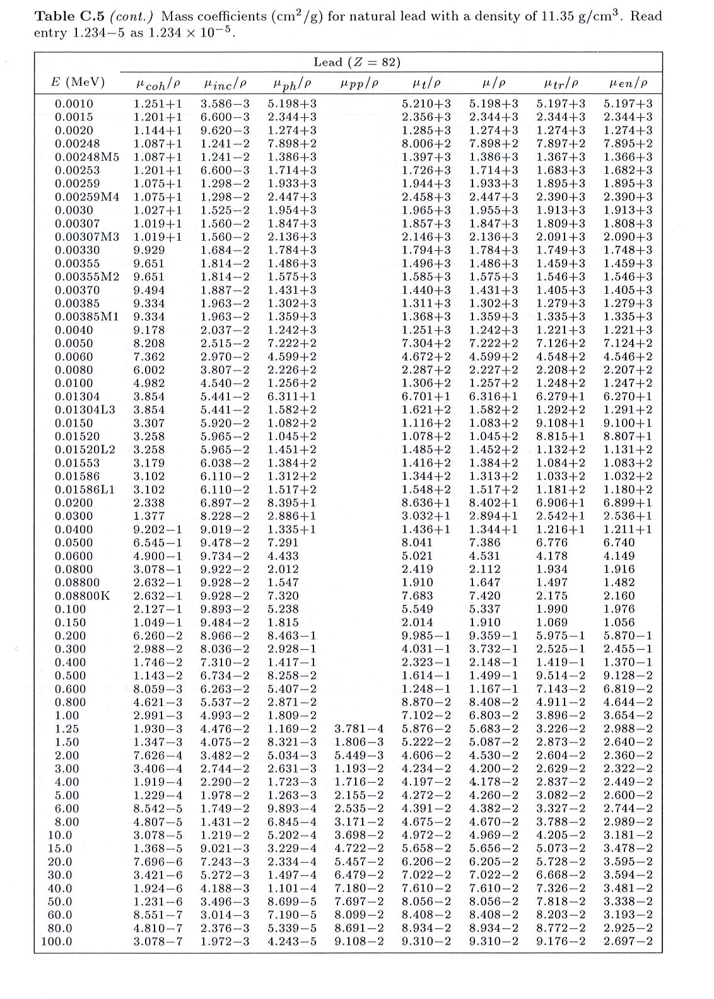 Table C.5 (cont.) Mass coefficients (cm²/g) for natural lead with a density of 11.35 g/cm³. Read
entry 1.234−5 as 1.234 × 10⁻⁵.
Lead (Z = 82)
E (MeV) μcoh/ρ μinc/ρ μph/ρ μpp/ρ μt/ρ μ/ρ μtr/ρ μen/ρ
0.0010 1.251+1 3.586−3 5.198+3 5.210+3 5.198+3 5.197+3 5.197+3
0.0015 1.201+1 6.600−3 2.344+3 2.356+3 2.344+3 2.344+3 2.344+3
0.0020 1.144+1 9.620−3 1.274+3 1.285+3 1.274+3 1.274+3 1.274+3
0.00248 1.087+1 1.241−2 7.898+2 8.006+2 7.898+2 7.897+2 7.895+2
0.00248M5 1.087+1 1.241−2 1.386+3 1.397+3 1.386+3 1.367+3 1.366+3
0.00253 1.201+1 6.600−3 1.714+3 1.726+3 1.714+3 1.683+3 1.682+3
0.00259 1.075+1 1.298−2 1.933+3 1.944+3 1.933+3 1.895+3 1.895+3
0.00259M4 1.075+1 1.298−2 2.447+3 2.458+3 2.447+3 2.390+3 2.390+3
0.0030 1.027+1 1.525−2 1.954+3 1.965+3 1.955+3 1.913+3 1.913+3
0.00307 1.019+1 1.560−2 1.847+3 1.857+3 1.847+3 1.809+3 1.808+3
0.00307M3 1.019+1 1.560−2 2.136+3 2.146+3 2.136+3 2.091+3 2.090+3
0.00330 9.929 1.684−2 1.784+3 1.794+3 1.784+3 1.749+3 1.748+3
0.00355 9.651 1.814−2 1.486+3 1.496+3 1.486+3 1.459+3 1.459+3
0.00355M2 9.651 1.814−2 1.575+3 1.585+3 1.575+3 1.546+3 1.546+3
0.00370 9.494 1.887−2 1.431+3 1.440+3 1.431+3 1.405+3 1.405+3
0.00385 9.334 1.963−2 1.302+3 1.311+3 1.302+3 1.279+3 1.279+3
0.00385M1 9.334 1.963−2 1.359+3 1.368+3 1.359+3 1.335+3 1.335+3
0.0040 9.178 2.037−2 1.242+3 1.251+3 1.242+3 1.221+3 1.221+3
0.0050 8.208 2.515−2 7.222+2 7.304+2 7.222+2 7.126+2 7.124+2
0.0060 7.362 2.970−2 4.599+2 4.672+2 4.599+2 4.548+2 4.546+2
0.0080 6.002 3.807−2 2.226+2 2.287+2 2.227+2 2.208+2 2.207+2
0.0100 4.982 4.540−2 1.256+2 1.306+2 1.257+2 1.248+2 1.247+2
0.01304 3.854 5.441−2 6.311+1 6.701+1 6.316+1 6.279+1 6.270+1
0.01304L3 3.854 5.441−2 1.582+2 1.621+2 1.582+2 1.292+2 1.291+2
0.0150 3.307 5.920−2 1.082+2 1.116+2 1.083+2 9.108+1 9.100+1
0.01520 3.258 5.965−2 1.045+2 1.078+2 1.045+2 8.815+1 8.807+1
0.01520L2 3.258 5.965−2 1.451+2 1.485+2 1.452+2 1.132+2 1.131+2
0.01553 3.179 6.038−2 1.384+2 1.416+2 1.384+2 1.084+2 1.083+2
0.01586 3.102 6.110−2 1.312+2 1.344+2 1.313+2 1.033+2 1.032+2
0.01586L1 3.102 6.110−2 1.517+2 1.548+2 1.517+2 1.181+2 1.180+2
0.0200 2.338 6.897−2 8.395+1 8.636+1 8.402+1 6.906+1 6.899+1
0.0300 1.377 8.228−2 2.886+1 3.032+1 2.894+1 2.542+1 2.536+1
0.0400 9.202−1 9.019−2 1.335+1 1.436+1 1.344+1 1.216+1 1.211+1
0.0500 6.545−1 9.478−2 7.291 8.041 7.386 6.776 6.740
0.0600 4.900−1 9.734−2 4.433 5.021 4.531 4.178 4.149
0.0800 3.078−1 9.922−2 2.012 2.419 2.112 1.934 1.916
0.08800 2.632−1 9.928−2 1.547 1.910 1.647 1.497 1.482
0.08800K 2.632−1 9.928−2 7.320 7.683 7.420 2.175 2.160
0.100 2.127−1 9.893−2 5.238 5.549 5.337 1.990 1.976
0.150 1.049−1 9.484−2 1.815 2.014 1.910 1.069 1.056
0.200 6.260−2 8.966−2 8.463−1 9.985−1 9.359−1 5.975−1 5.870−1
0.300 2.988−2 8.036−2 2.928−1 4.031−1 3.732−1 2.525−1 2.455−1
0.400 1.746−2 7.310−2 1.417−1 2.323−1 2.148−1 1.419−1 1.370−1
0.500 1.143−2 6.734−2 8.258−2 1.614−1 1.499−1 9.514−2 9.128−2
0.600 8.059−3 6.263−2 5.407−2 1.248−1 1.167−1 7.143−2 6.819−2
0.800 4.621−3 5.537−2 2.871−2 8.870−2 8.408−2 4.911−2 4.644−2
1.00 2.991−3 4.993−2 1.809−2 7.102−2 6.803−2 3.896−2 3.654−2
1.25 1.930−3 4.476−2 1.169−2 3.781−4 5.876−2 5.683−2 3.226−2 2.988−2
1.50 1.347−3 4.075−2 8.321−3 1.806−3 5.222−2 5.087−2 2.873−2 2.640−2
2.00 7.626−4 3.482−2 5.034−3 5.449−3 4.606−2 4.530−2 2.604−2 2.360−2
3.00 3.406−4 2.744−2 2.631−3 1.193−2 4.234−2 4.200−2 2.629−2 2.322−2
4.00 1.919−4 2.290−2 1.723−3 1.716−2 4.197−2 4.178−2 2.837−2 2.449−2
5.00 1.229−4 1.978−2 1.263−3 2.155−2 4.272−2 4.260−2 3.082−2 2.600−2
6.00 8.542−5 1.749−2 9.893−4 2.535−2 4.391−2 4.382−2 3.327−2 2.744−2
8.00 4.807−5 1.431−2 6.845−4 3.171−2 4.675−2 4.670−2 3.788−2 2.989−2
10.0 3.078−5 1.219−2 5.202−4 3.698−2 4.972−2 4.969−2 4.205−2 3.181−2
15.0 1.368−5 9.021−3 3.229−4 4.722−2 5.658−2 5.656−2 5.073−2 3.478−2
20.0 7.696−6 7.243−3 2.334−4 5.457−2 6.206−2 6.205−2 5.728−2 3.595−2
30.0 3.421−6 5.272−3 1.497−4 6.479−2 7.022−2 7.022−2 6.668−2 3.594−2
40.0 1.924−6 4.188−3 1.101−4 7.180−2 7.610−2 7.610−2 7.326−2 3.481−2
50.0 1.231−6 3.496−3 8.699−5 7.697−2 8.056−2 8.056−2 7.818−2 3.338−2
60.0 8.551−7 3.014−3 7.190−5 8.099−2 8.408−2 8.408−2 8.203−2 3.193−2
80.0 4.810−7 2.376−3 5.339−5 8.691−2 8.934−2 8.934−2 8.772−2 2.925−2
100.0 3.078−7 1.972−3 4.243−5 9.108−2 9.310−2 9.310−2 9.176−2 2.697−2